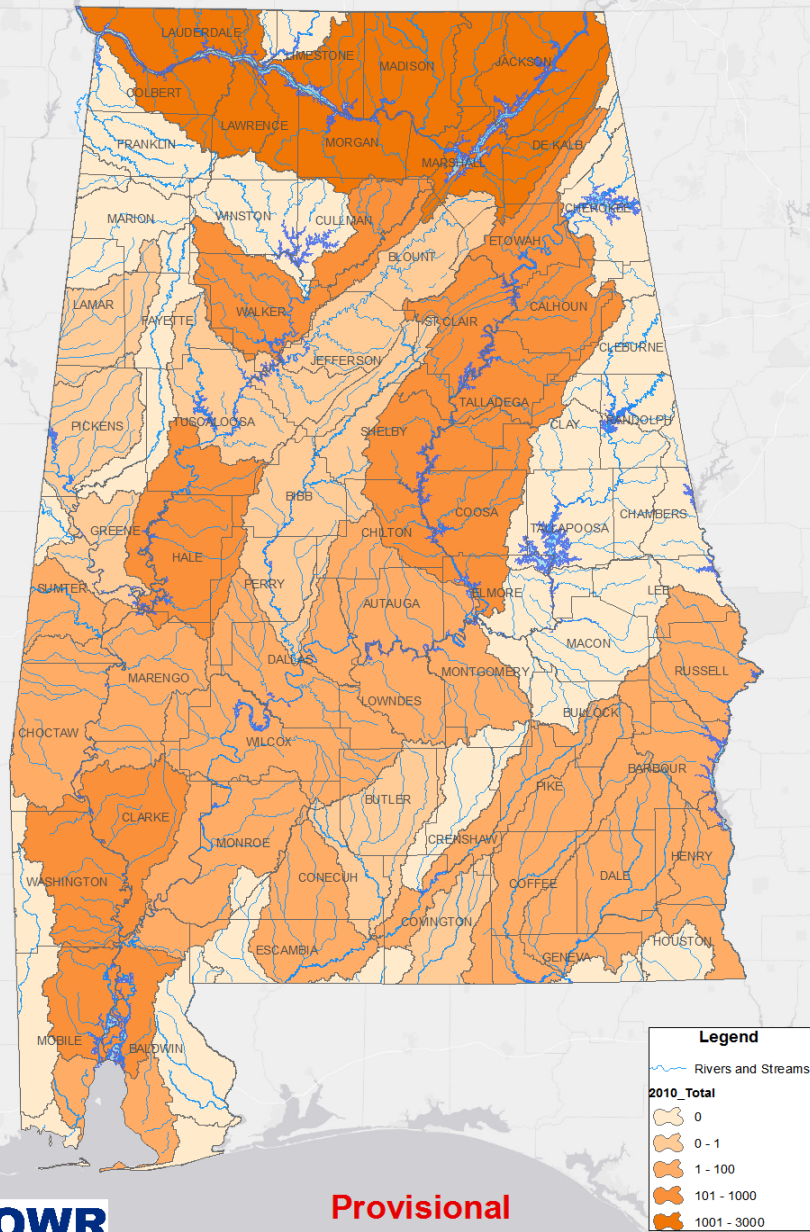 LAUDERDALE
LIMESTONE
MADISON
JACKSON
COLBERT
LAWRENCE
FRANKLIN
MORGAN
DE KALB
MARSHALL
MARION
WINSTON
CULLMAN
CHEROKEE
ETOWAH
BLOUNT
LAMAR
FAYETTE
WALKER
ST CLAIR
CALHOUN
JEFFERSON
CLEBURNE
PICKENS
TUSCALOOSA
TALLADEGA
SHELBY
CLAY
RANDOLPH
BIBB
COOSA
CHAMBERS
GREENE
HALE
CHILTON
TALLAPOOSA
SUMTER
PERRY
AUTAUGA
ELMORE
LEE
MACON
MARENGO
DALLAS
MONTGOMERY
RUSSELL
LOWNDES
BULLOCK
CHOCTAW
WILCOX
PIKE
BARBOUR
CLARKE
BUTLER
CRENSHAW
MONROE
WASHINGTON
CONECUH
COFFEE
DALE
HENRY
COVINGTON
ESCAMBIA
GENEVA
HOUSTON
MOBILE
BALDWIN
Legend
Rivers and Streams
2010_Total
0
0 - 1
1 - 100
101 - 1000
1001 - 3000
OWR
Provisional